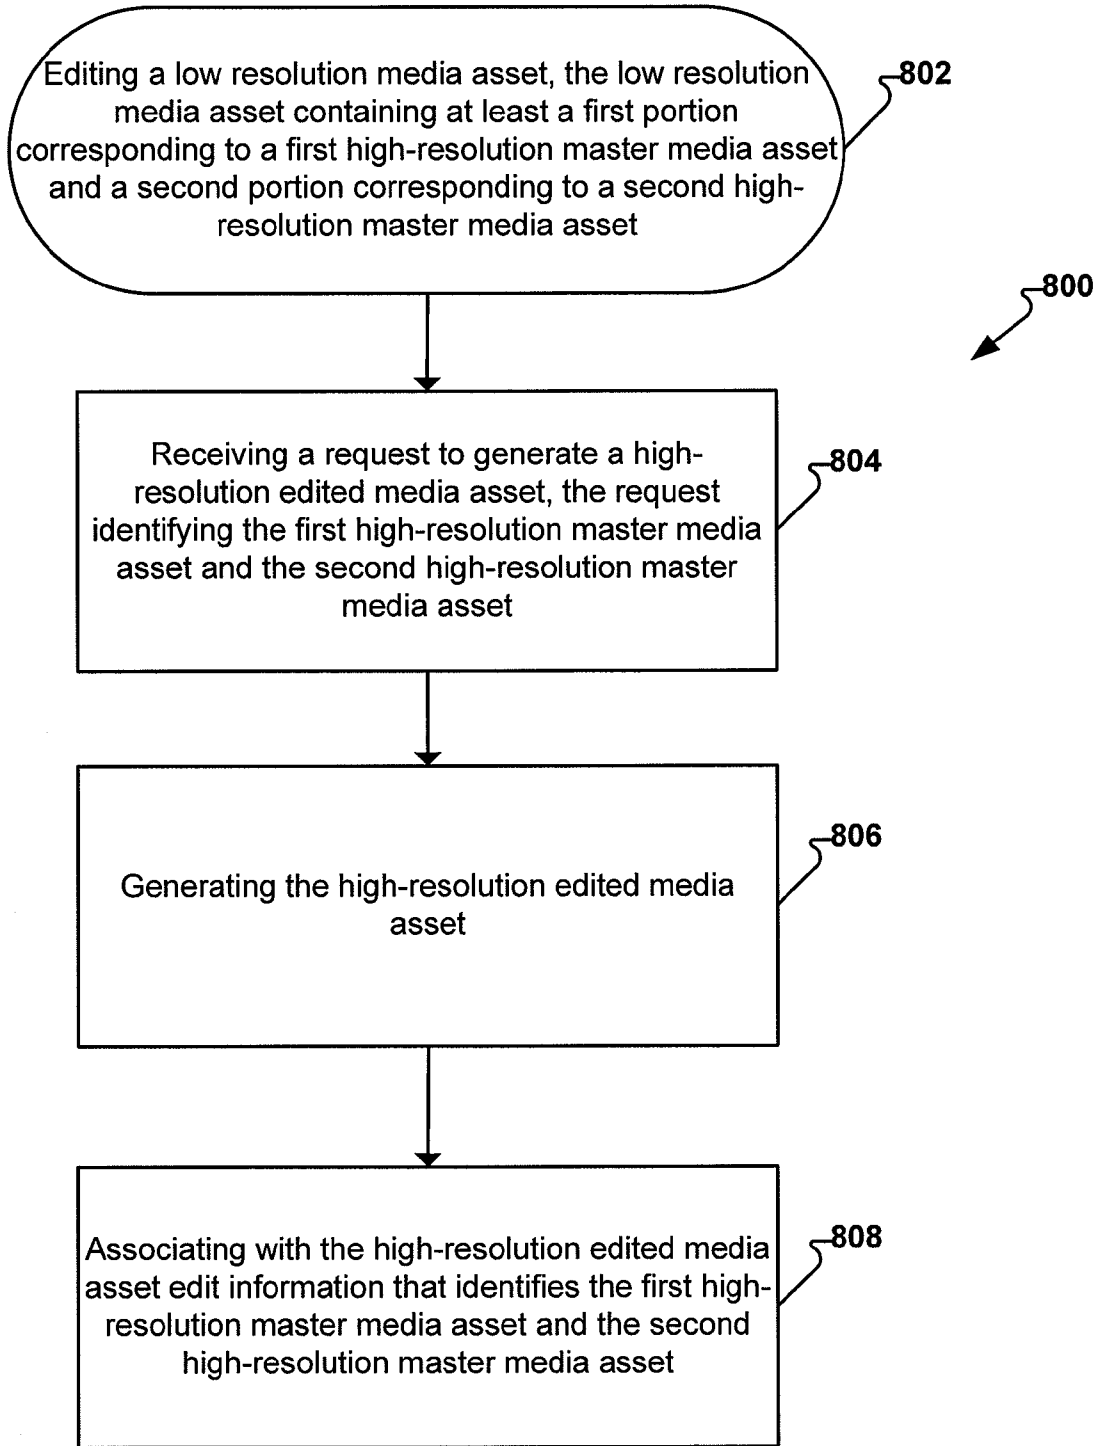 Editing a low resolution media asset, the low resolution
media asset containing at least a first portion
corresponding to a first high-resolution master media asset
and a second portion corresponding to a second high-
resolution master media asset
802
800
Receiving a request to generate a high-
resolution edited media asset, the request
identifying the first high-resolution master media
asset and the second high-resolution master
media asset
804
Generating the high-resolution edited media
asset
806
Associating with the high-resolution edited media
asset edit information that identifies the first high-
resolution master media asset and the second
high-resolution master media asset
808